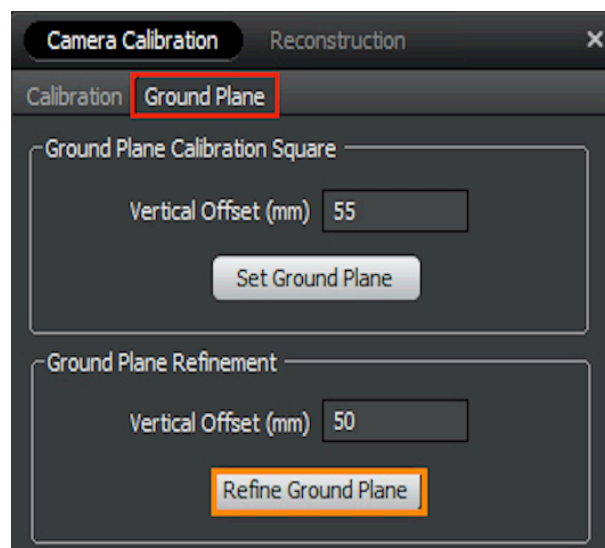 Camera Calibration Reconstruction ×
Calibration Ground Plane
Ground Plane Calibration Square
Vertical Offset (mm) 55
Set Ground Plane
Ground Plane Refinement
Vertical Offset (mm) 50
Refine Ground Plane